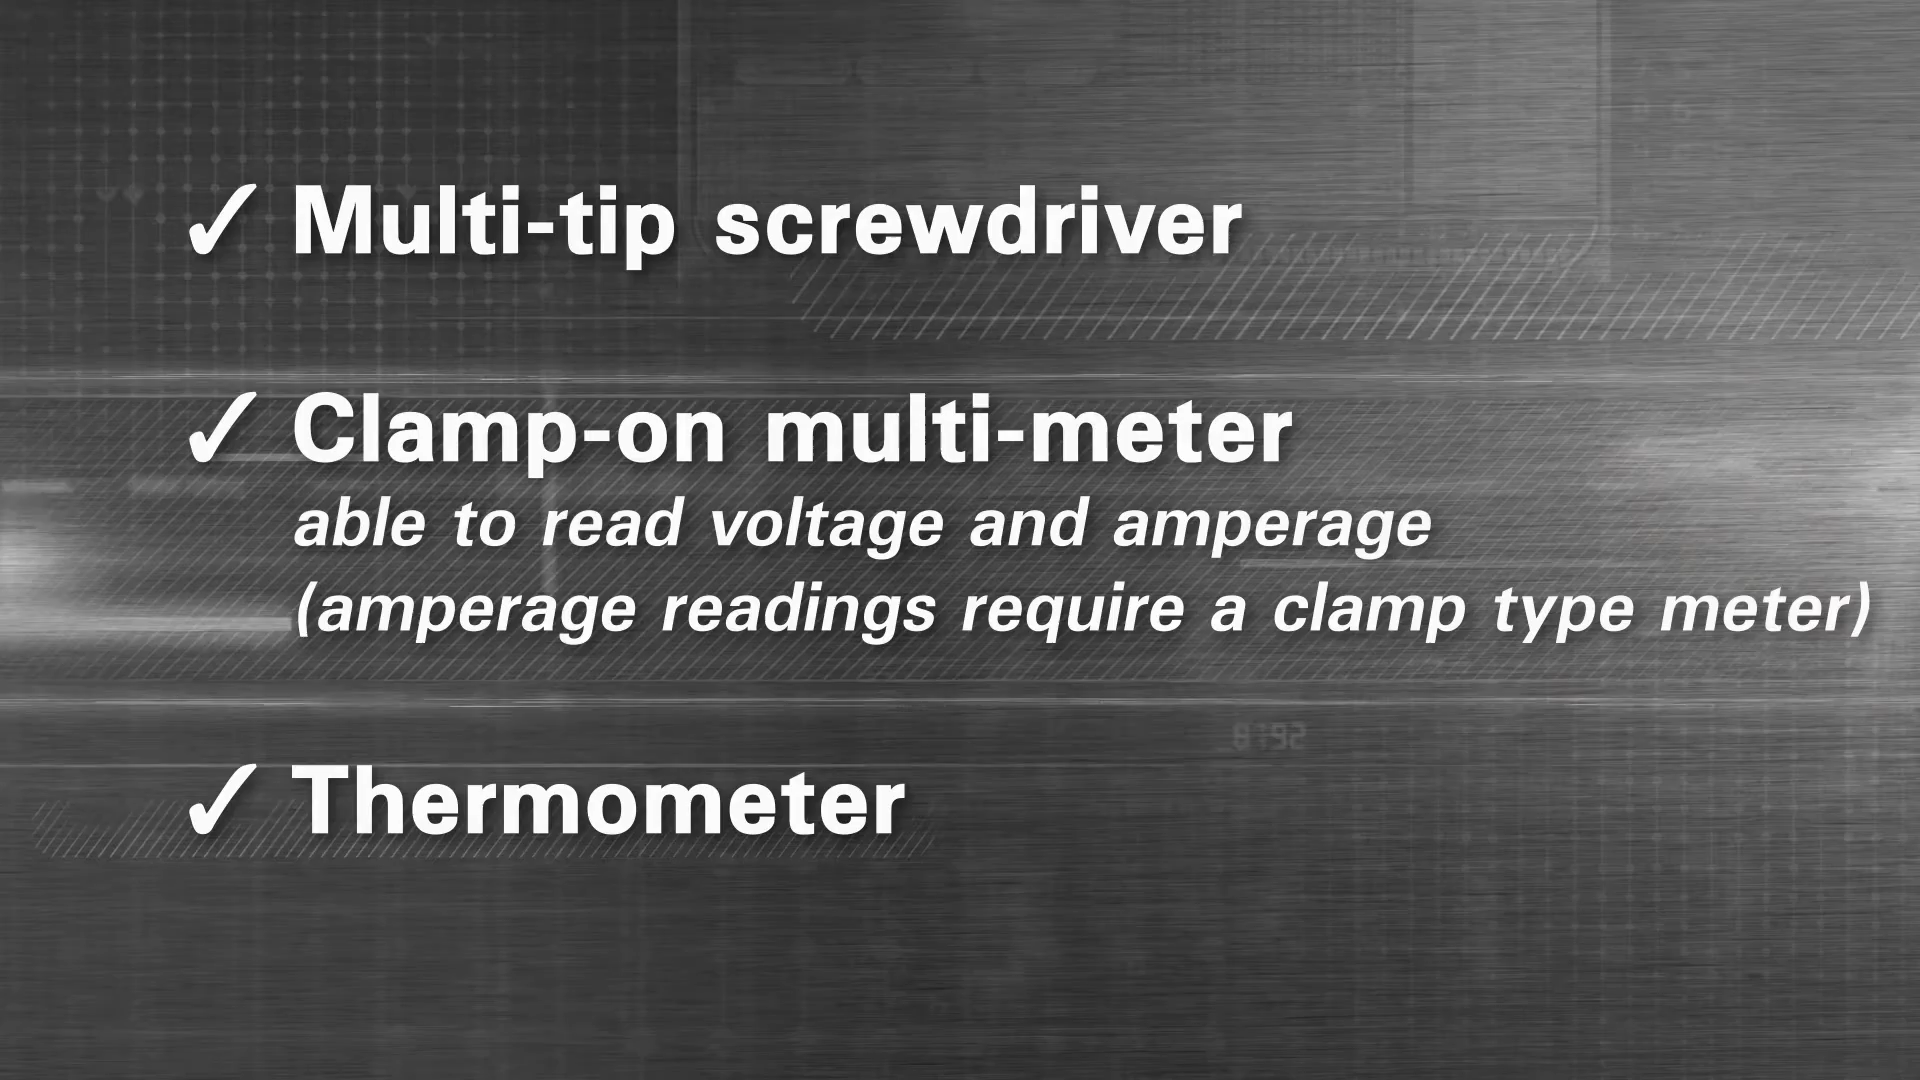 ✓ Multi-tip screwdriver
✓ Clamp-on multi-meter
able to read voltage and amperage
(amperage readings require a clamp type meter)
8192
✓ Thermometer